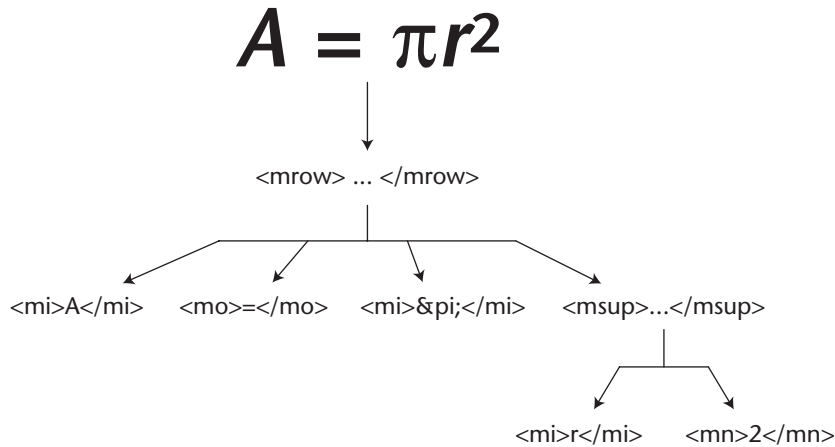 A = πr²
<mrow> ... </mrow>
<mi>A</mi> <mo>=</mo> <mi>&pi;</mi> <msup>...</msup>
<mi>r</mi> <mn>2</mn>